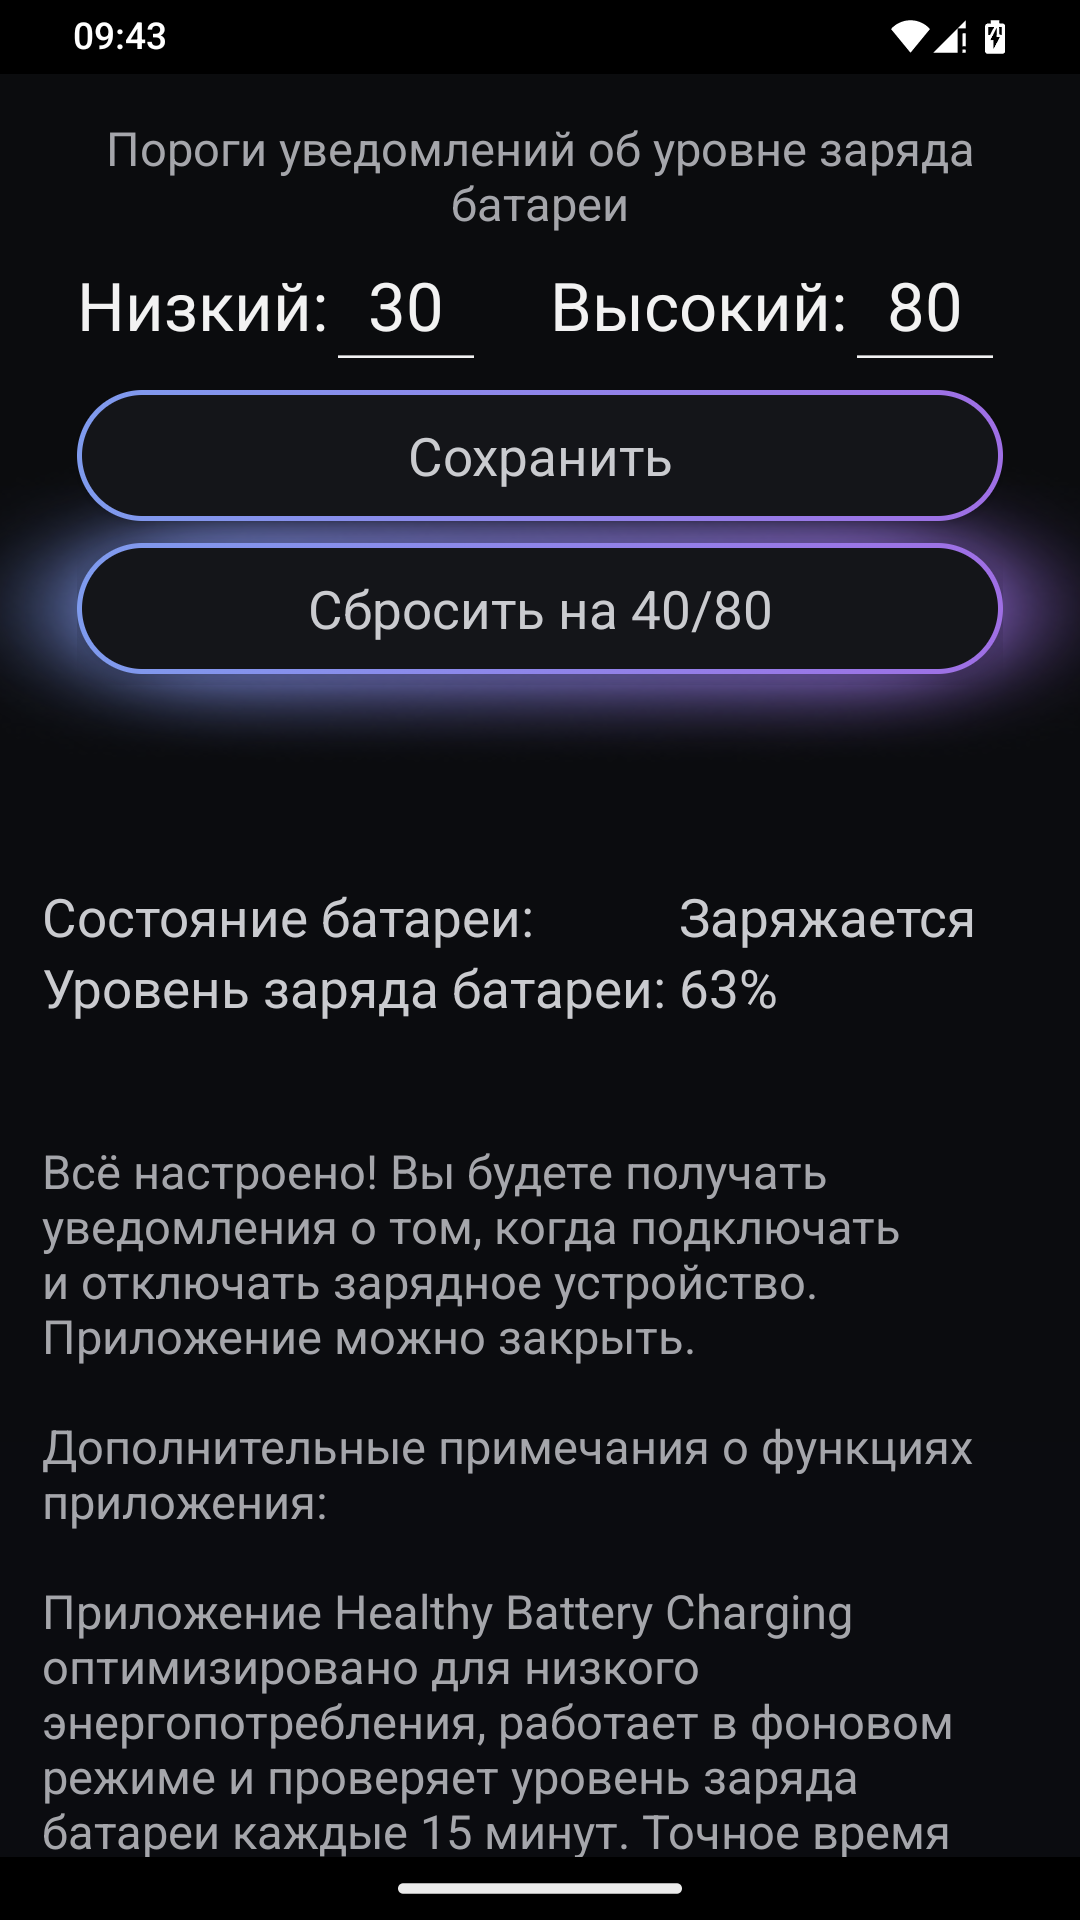 09:43
Пороги уведомлений об уровне заряда
батареи
Низкий: 30 Высокий: 80
Сохранить
Сбросить на 40/80
Состояние батареи: Заряжается
Уровень заряда батареи: 63%
Всё настроено! Вы будете получать
уведомления о том, когда подключать
и отключать зарядное устройство.
Приложение можно закрыть.
Дополнительные примечания о функциях
приложения:
Приложение Healthy Battery Charging
оптимизировано для низкого
энергопотребления, работает в фоновом
режиме и проверяет уровень заряда
батареи каждые 15 минут. Точное время